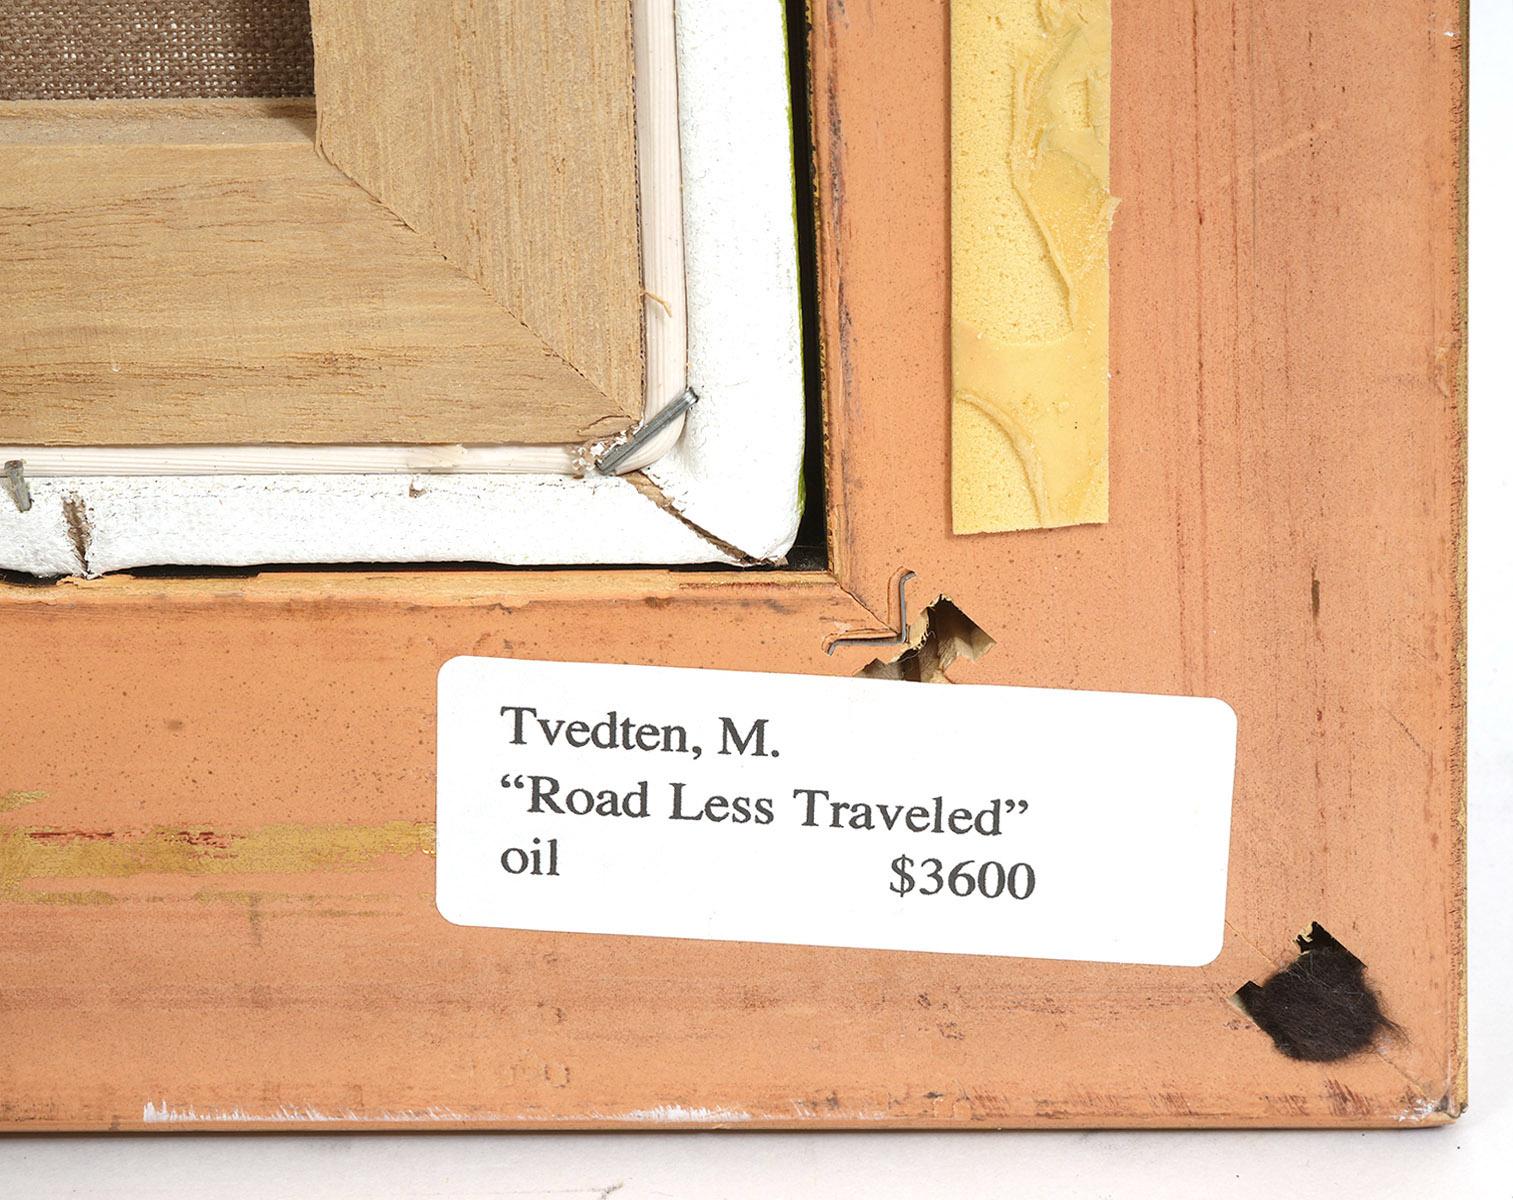 Tvedten, M.
“Road Less Traveled”
oil $3600